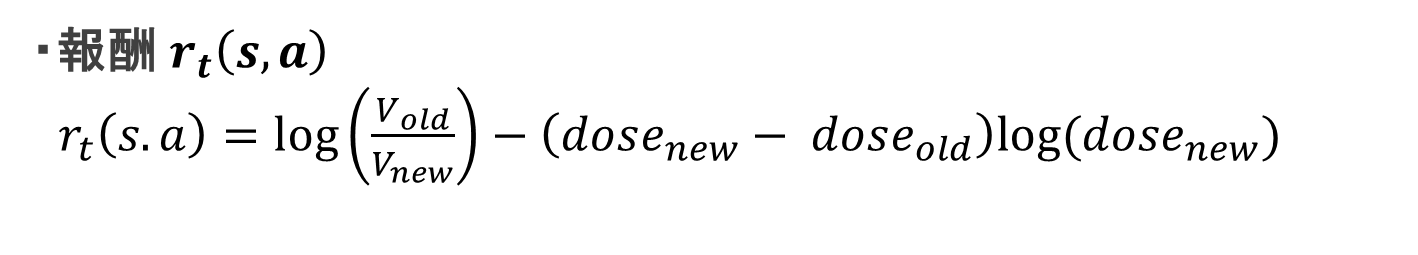 ▪報酬 r_t(s,a)
r_t(s.a) = log(V_old/V_new) − (dose_new − dose_old)log(dose_new)